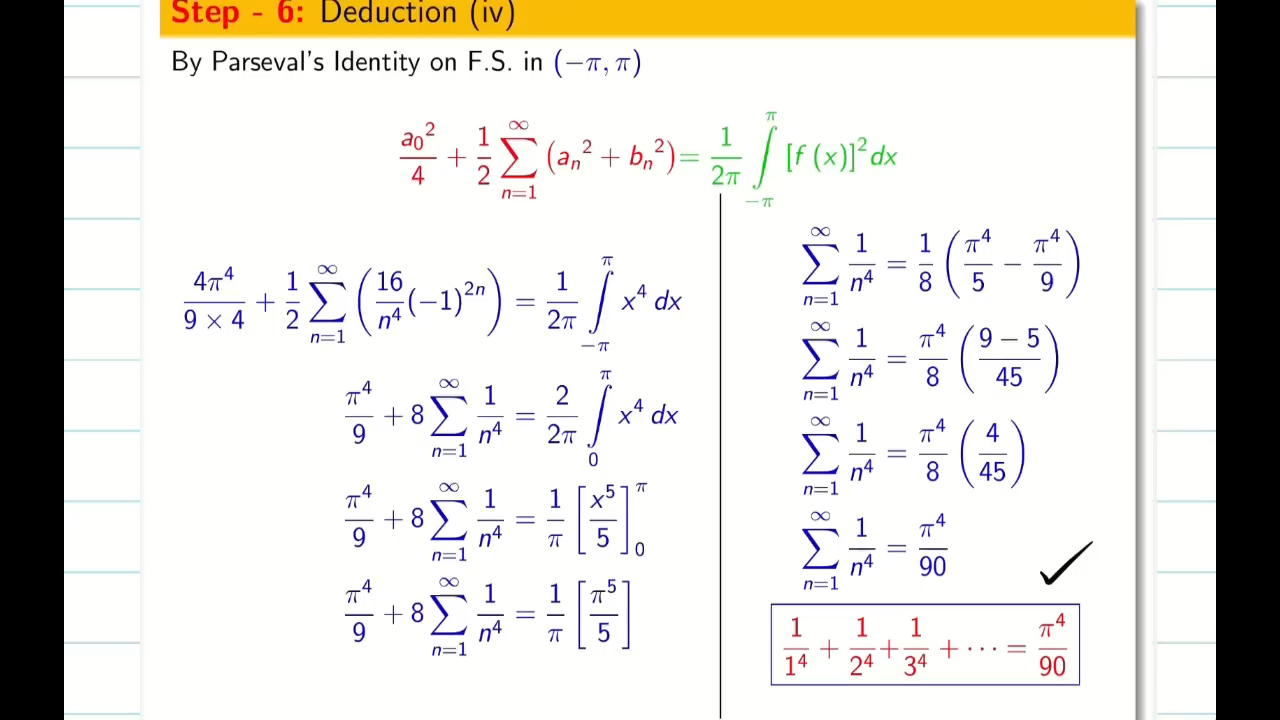 Step - 6: Deduction (iv)
By Parseval's Identity on F.S. in (−π, π)
a₀²/4 + 1/2 ∑_{n=1}^{∞} (aₙ² + bₙ²) = 1/2π ∫_{−π}^{π} [f (x)]² dx
4π⁴/(9 × 4) + 1/2 ∑_{n=1}^{∞} (16/n⁴ (−1)²ⁿ) = 1/2π ∫_{−π}^{π} x⁴ dx
π⁴/9 + 8 ∑_{n=1}^{∞} 1/n⁴ = 2/2π ∫_{0}^{π} x⁴ dx
π⁴/9 + 8 ∑_{n=1}^{∞} 1/n⁴ = 1/π [x⁵/5]_{0}^{π}
π⁴/9 + 8 ∑_{n=1}^{∞} 1/n⁴ = 1/π [π⁵/5]
∑_{n=1}^{∞} 1/n⁴ = 1/8 (π⁴/5 − π⁴/9)
∑_{n=1}^{∞} 1/n⁴ = π⁴/8 ((9 − 5)/45)
∑_{n=1}^{∞} 1/n⁴ = π⁴/8 (4/45)
∑_{n=1}^{∞} 1/n⁴ = π⁴/90
1/1⁴ + 1/2⁴ + 1/3⁴ + ⋯ = π⁴/90